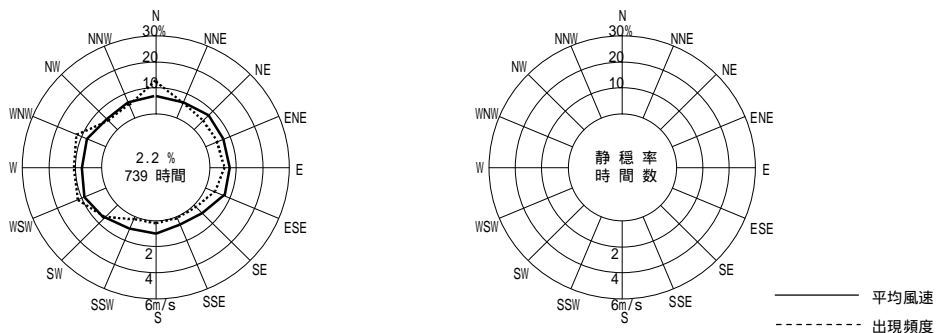 N
30%
NNW
NNE
NW
20
NE
10
WNW
ENE
2.2 %
W
E
739 時間
WSW
ESE
2
SW
SE
4
SSW
SSE
6m/s
S
N
30%
NNW
NNE
NW
20
NE
10
WNW
ENE
静 穏 率
W
E
時 間 数
WSW
ESE
2
SW
SE
4
SSW
SSE
6m/s
S
平均風速
出現頻度